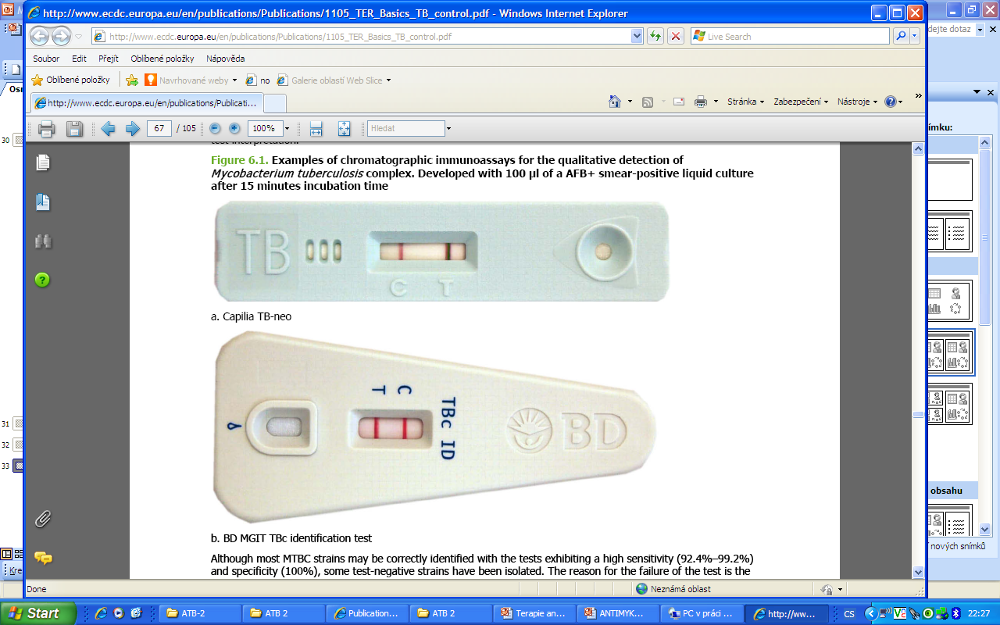 http://www.ecdc.europa.eu/en/publications/Publications/1105_TER_Basics_TB_control.pdf - Windows Internet Explorer
http://www.ecdc.europa.eu/en/publications/Publications/1105_TER_Basics_TB_control.pdf
Live Search
dejte dotaz
Soubor Edit Přejít Oblíbené položky Nápověda
Oblíbené položky Navrhované weby no Galerie oblastí Web Slice
http://www.ecdc.europa.eu/en/publications/Publicati...
Stránka Zabezpečení Nástroje
67 / 105 100% Hledat
ímku:
30
Figure 6.1. Examples of chromatographic immunoassays for the qualitative detection of
Mycobacterium tuberculosis complex. Developed with 100 µl of a AFB+ smear-positive liquid culture
after 15 minutes incubation time
TB
C T
a. Capilia TB-neo
T C
TBc ID
BD
31
32
33
obsahu
b. BD MGIT TBc identification test
nových snímků
Although most MTBC strains may be correctly identified with the tests exhibiting a high sensitivity (92.4%–99.2%)
and specificity (100%), some test-negative strains have been isolated. The reason for the failure of the test is the
Done
Neznámá oblast
Start
ATB-2
ATB 2
Publication...
ATB 2
Terapie an...
ANTIMYK...
PC v práci ...
http://ww...
CS
22:27